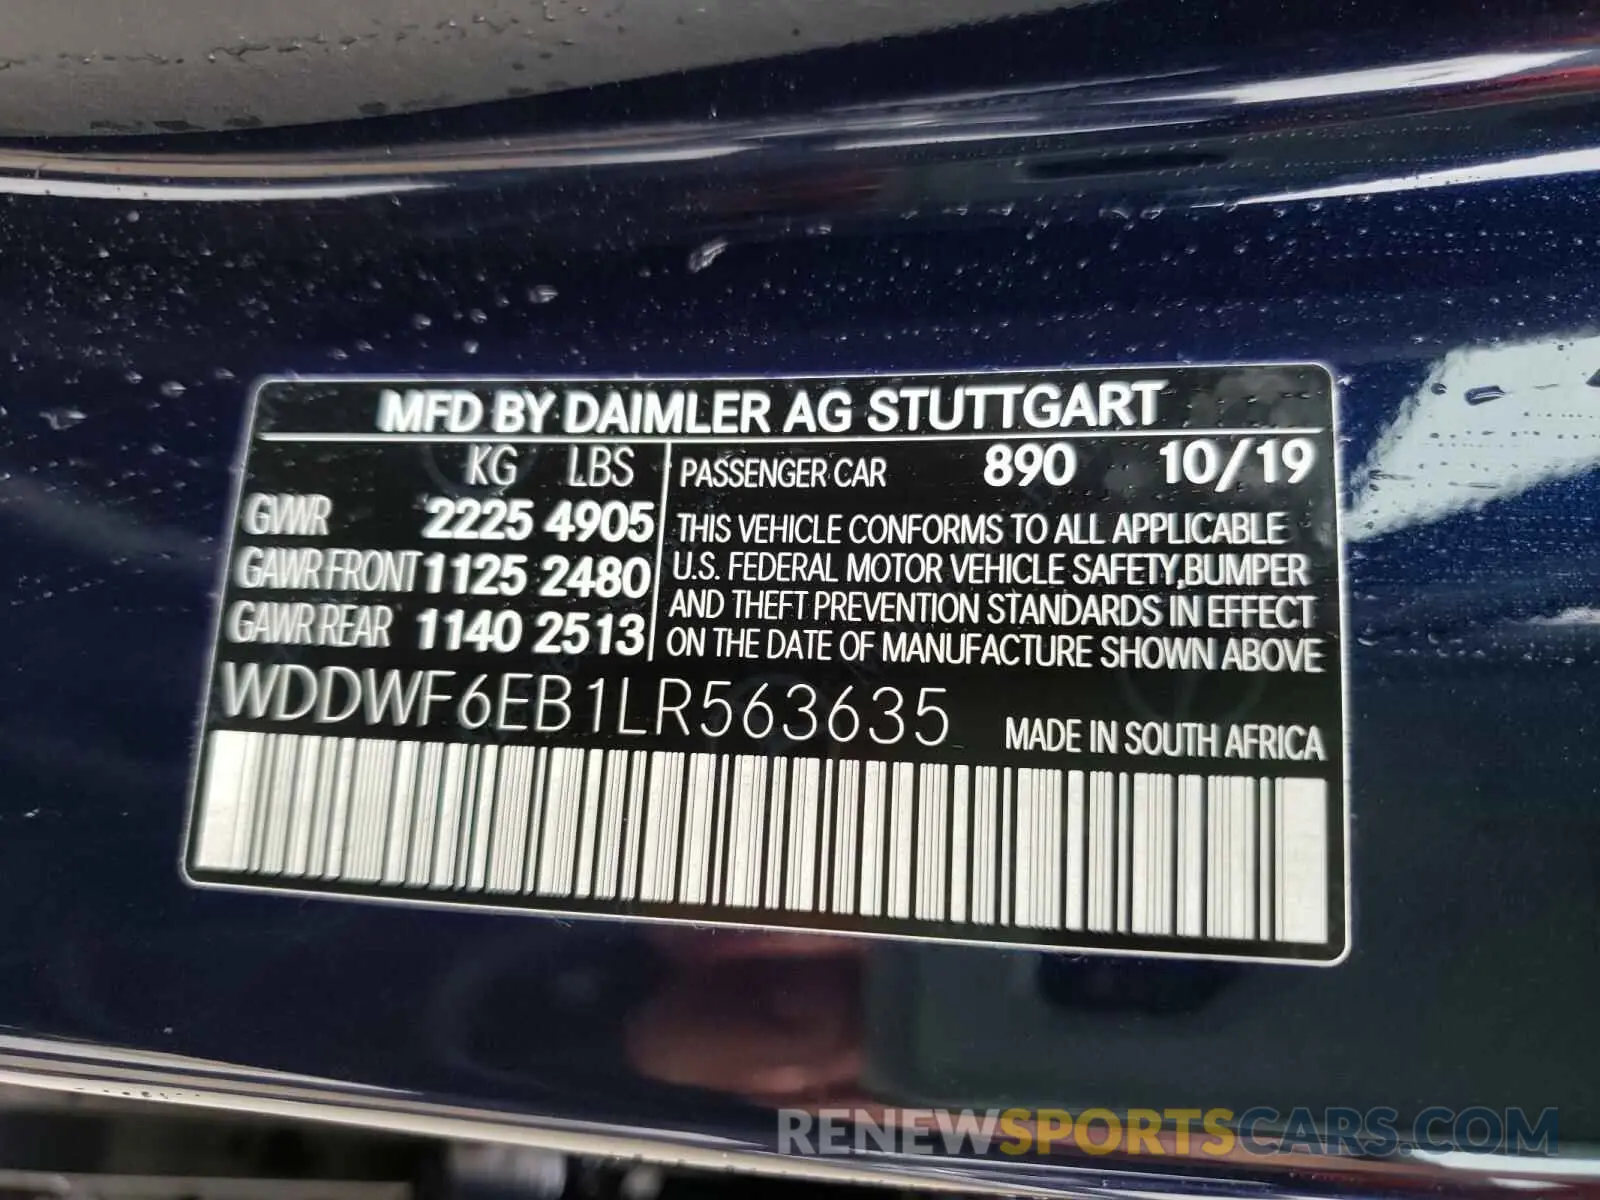 MFD BY DAIMLER AG STUTTGART
KG LBS
GVWR 2225 4905
GAWR FRONT 1125 2480
GAWR REAR 1140 2513
PASSENGER CAR 890 10/19
THIS VEHICLE CONFORMS TO ALL APPLICABLE
U.S. FEDERAL MOTOR VEHICLE SAFETY, BUMPER
AND THEFT PREVENTION STANDARDS IN EFFECT
ON THE DATE OF MANUFACTURE SHOWN ABOVE
WDDWF6EB1LR563635 MADE IN SOUTH AFRICA
RENEWSPORTSCARS.COM